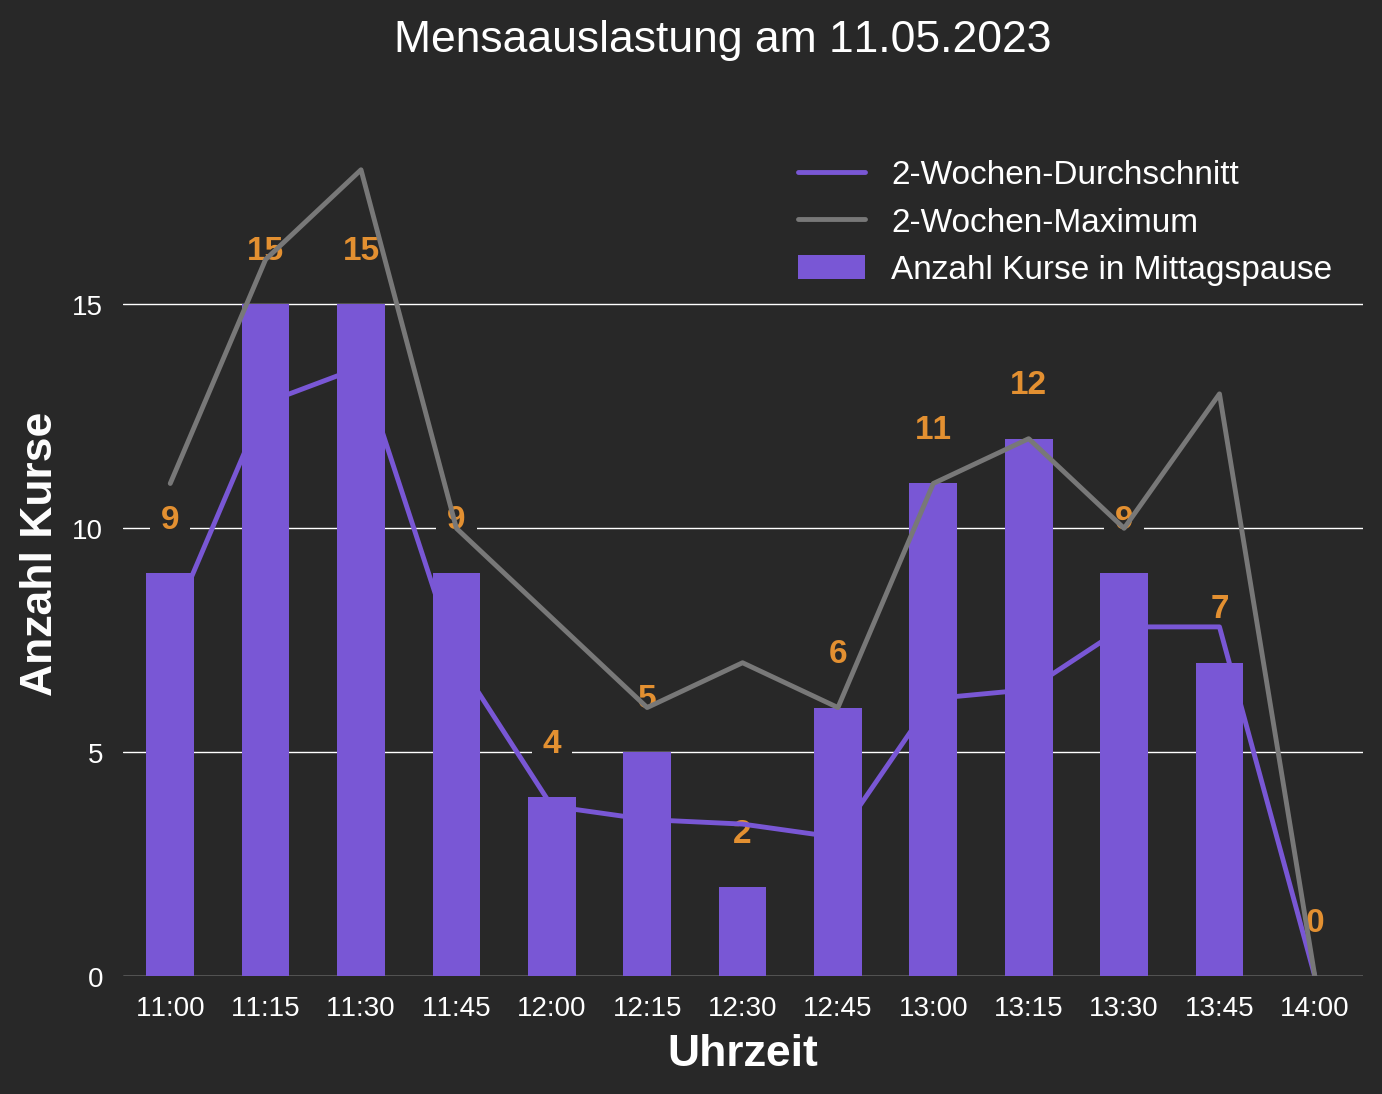 Mensaauslastung am 11.05.2023
2-Wochen-Durchschnitt
2-Wochen-Maximum
Anzahl Kurse in Mittagspause
Anzahl Kurse
15
10
5
0
9
15
15
9
4
5
2
6
11
12
9
7
0
11:00 11:15 11:30 11:45 12:00 12:15 12:30 12:45 13:00 13:15 13:30 13:45 14:00
Uhrzeit